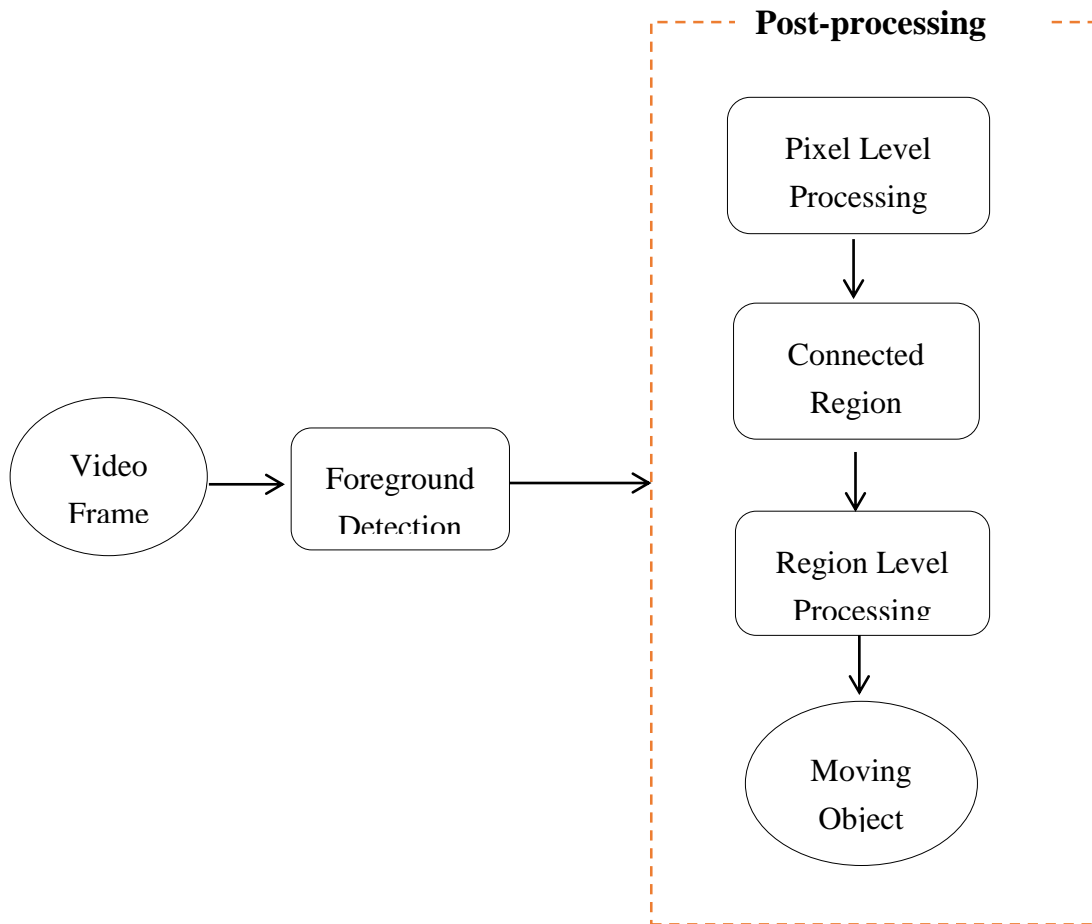 Post-processing
Pixel Level
Processing
Connected
Region
Video
Frame
Foreground
Detection
Region Level
Processing
Moving
Object